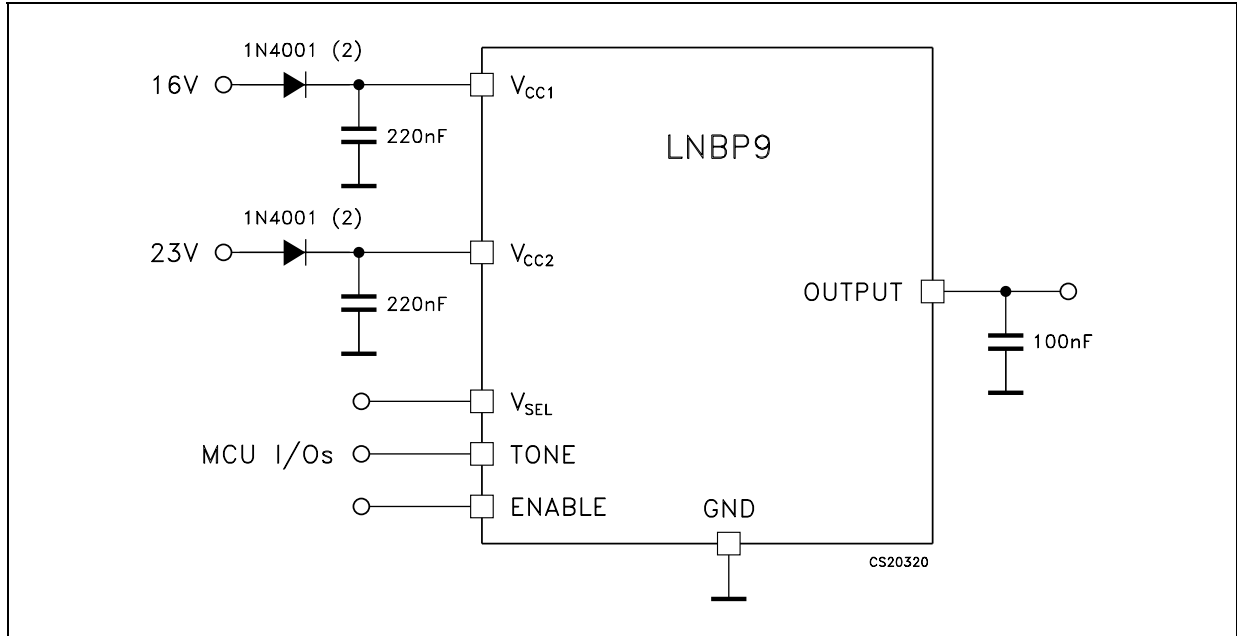 1N4001 (2)
16V
VCC1
220nF
LNBP9
1N4001 (2)
23V
VCC2
220nF
OUTPUT
100nF
VSEL
MCU I/Os
TONE
ENABLE
GND
CS20320